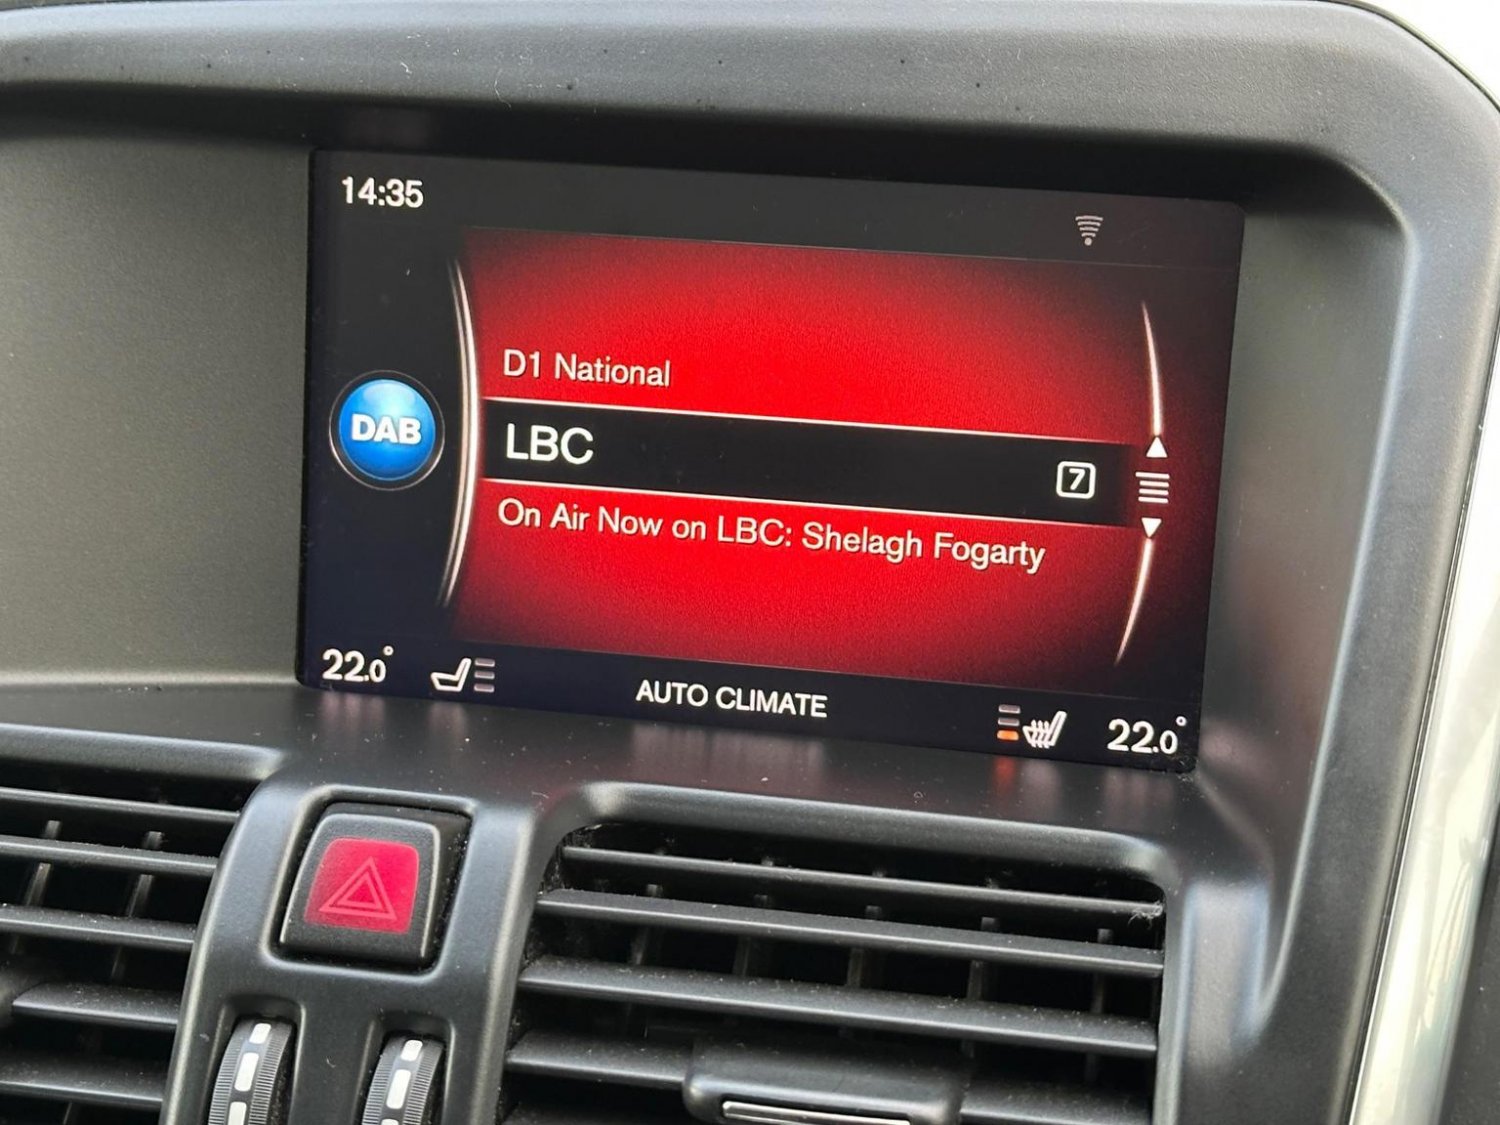 14:35
D1 National
DAB
LBC
7
On Air Now on LBC: Shelagh Fogarty
22.0°
AUTO CLIMATE
22.0°